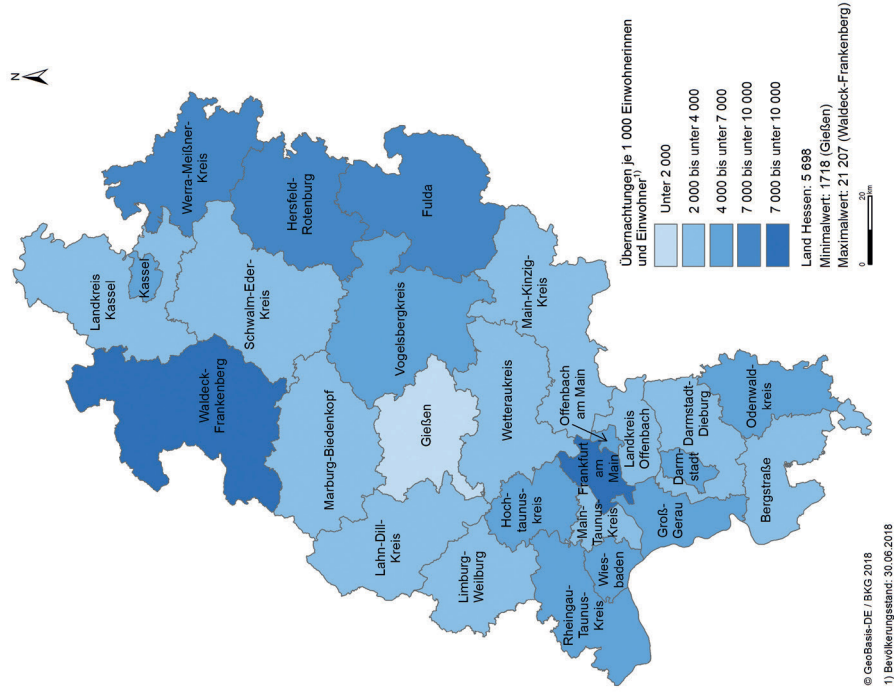 N
Landkreis
Kassel
Kassel
Werra-Meißner-
Kreis
Waldeck-
Frankenberg
Schwalm-Eder-
Kreis
Hersfeld-
Rotenburg
Marburg-Biedenkopf
Vogelsbergkreis
Fulda
Lahn-Dill-
Kreis
Gießen
Limburg-
Weilburg
Wetteraukreis
Main-Kinzig-
Kreis
Hoch-
taunus-
kreis
Rheingau-
Taunus-
Kreis
Wies-
baden
Main-
Taunus-
Kreis
Frankfurt
am
Main
Offenbach
am Main
Landkreis
Offenbach
Groß-
Gerau
Darm-
stadt
Darmstadt-
Dieburg
Odenwald-
kreis
Bergstraße
Übernachtungen je 1 000 Einwohnerinnen
und Einwohner1)
Unter 2 000
2 000 bis unter 4 000
4 000 bis unter 7 000
7 000 bis unter 10 000
7 000 bis unter 10 000
Land Hessen: 5 698
Minimalwert: 1718 (Gießen)
Maximalwert: 21 207 (Waldeck-Frankenberg)
0 20
km
© GeoBasis-DE / BKG 2018
1) Bevölkerungsstand: 30.06.2018